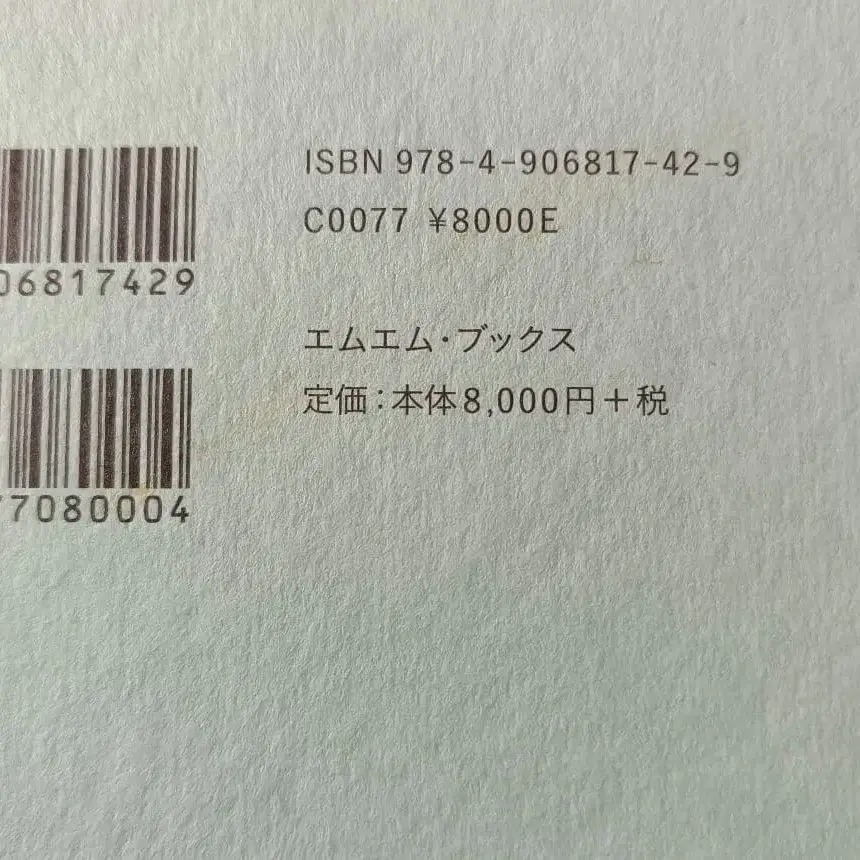 ISBN 978-4-906817-42-9
C0077 ¥8000E
06817429
エムエム・ブックス
定価：本体8,000円＋税
7080004